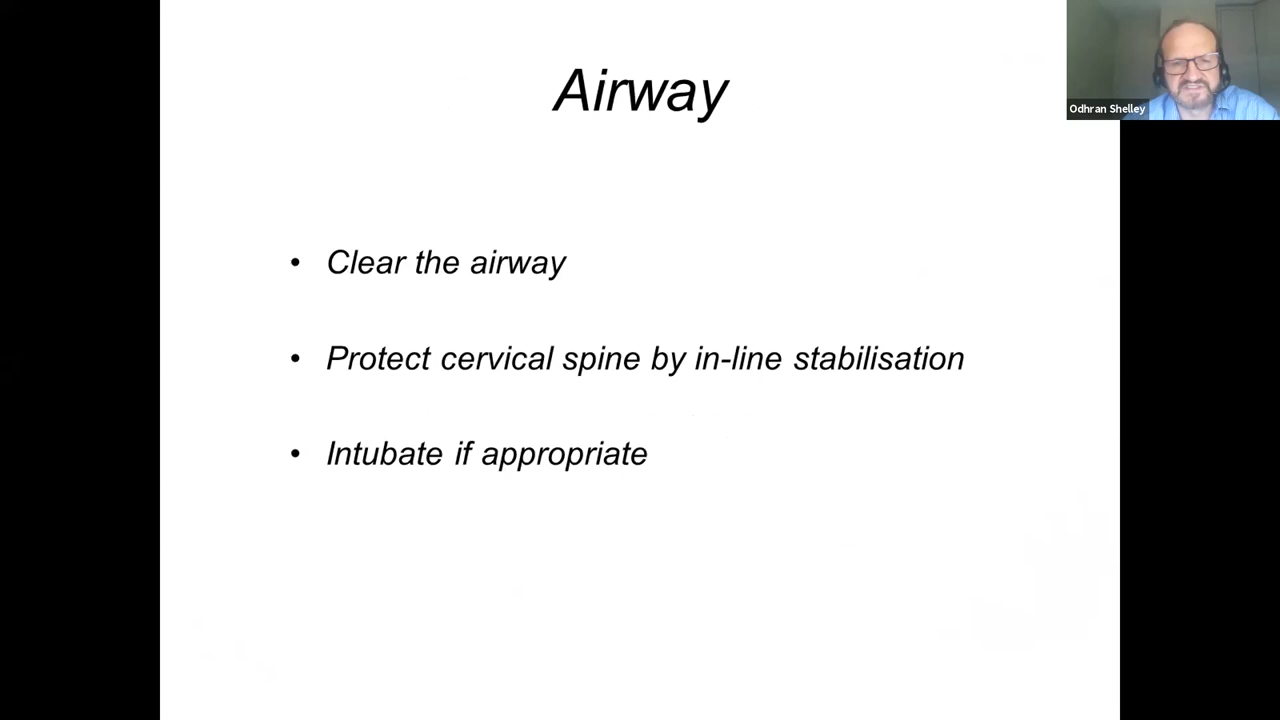 Airway
Odhran Shelley
• Clear the airway
• Protect cervical spine by in-line stabilisation
• Intubate if appropriate